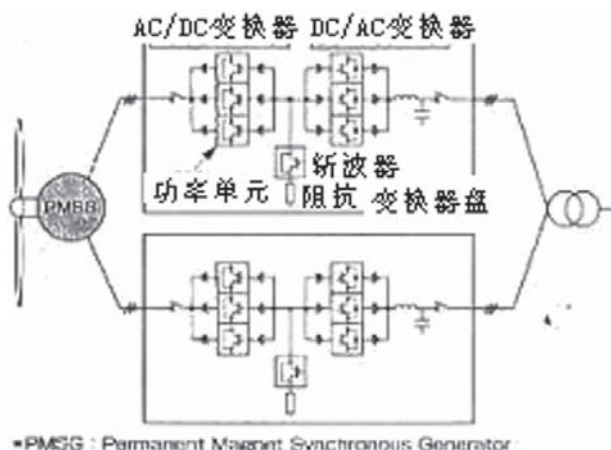 AC/DC变换器 DC/AC变换器
斩波器
功率单元 阻抗 变换器盘
PMSG
*PMSG : Permanent Magnet Synchronous Generator